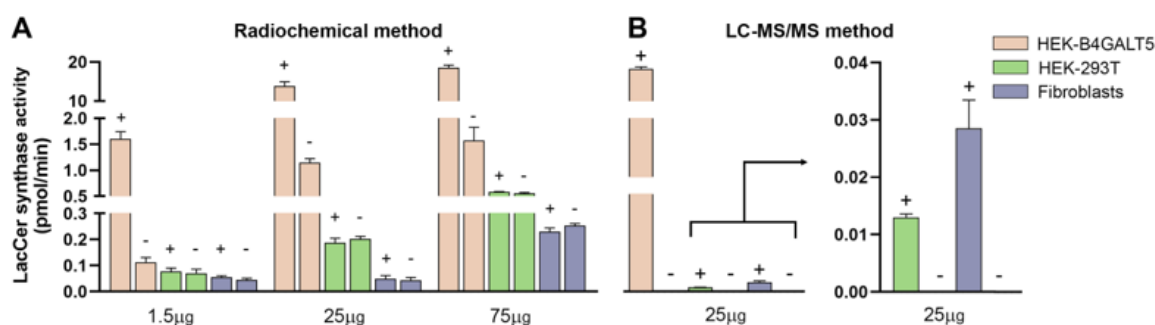 A
Radiochemical method
B
LC-MS/MS method
HEK-B4GALT5
HEK-293T
Fibroblasts
LacCer synthase activity
(pmol/min)
20
10
2.0
1.5
1.0
0.5
0.3
0.2
0.1
0.0
+ - + - + -
+ - + - + -
+ - + - + -
1.5µg 25µg 75µg
+ - + - + -
25µg
0.04
0.03
0.02
0.01
0.00
+ - + -
25µg